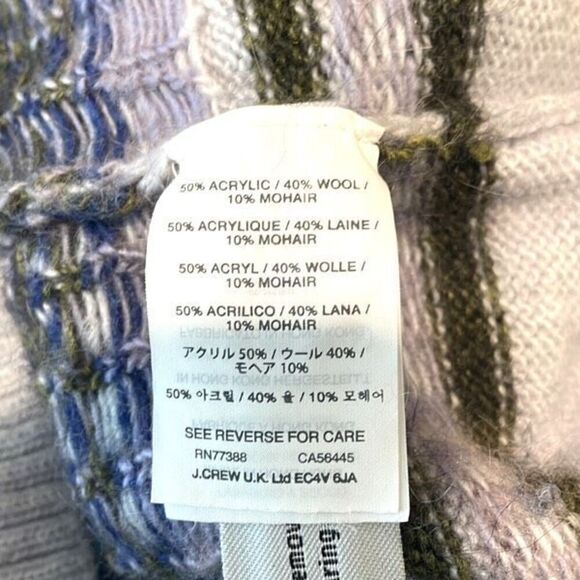 50% ACRYLIC / 40% WOOL /
10% MOHAIR
50% ACRYLIQUE / 40% LAINE /
10% MOHAIR
50% ACRYL / 40% WOLLE /
10% MOHAIR
50% ACRILICO / 40% LANA /
10% MOHAIR
アクリル 50% / ウール 40% /
モヘア 10%
50% 아크릴 / 40% 울 / 10% 모헤어
SEE REVERSE FOR CARE
RN77388 CA56445
J.CREW U.K. Ltd EC4V 6JA